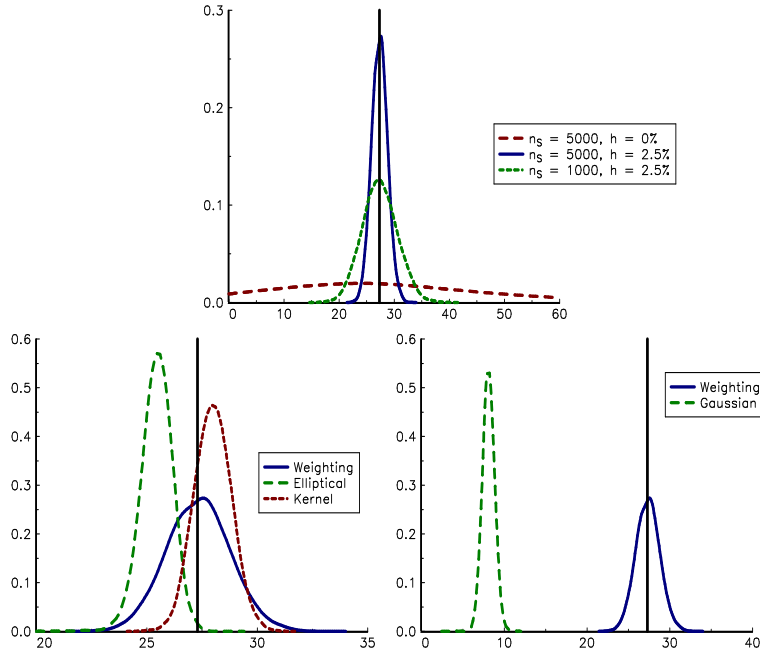 0.3
0.2
0.1
0.0
0 10 20 30 40 50 60
nS = 5000, h = 0%
nS = 5000, h = 2.5%
nS = 1000, h = 2.5%
0.6
0.5
0.4
0.3
0.2
0.1
0.0
20 25 30 35
Weighting
Elliptical
Kernel
0.6
0.5
0.4
0.3
0.2
0.1
0.0
0 10 20 30 40
Weighting
Gaussian